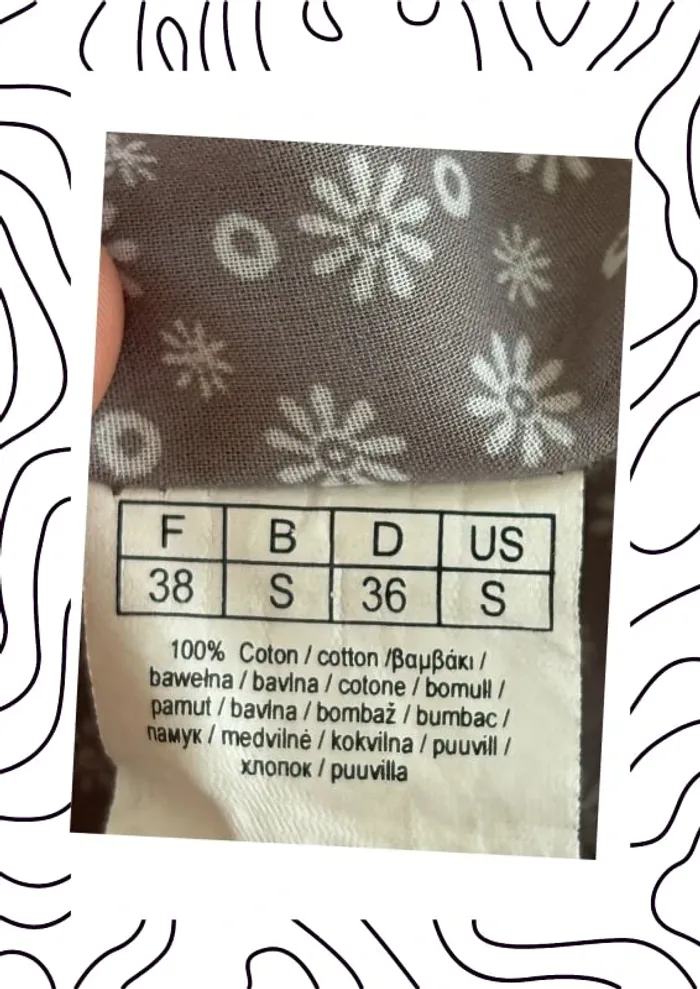 F B D US
38 S 36 S
100% Coton / cotton /βαμβάκι /
bawełna / bavlna / cotone / bomull /
pamut / bavlna / bombaž / bumbac /
памук / medvilnė / kokvilna / puuvill /
хлопок / puuvilla